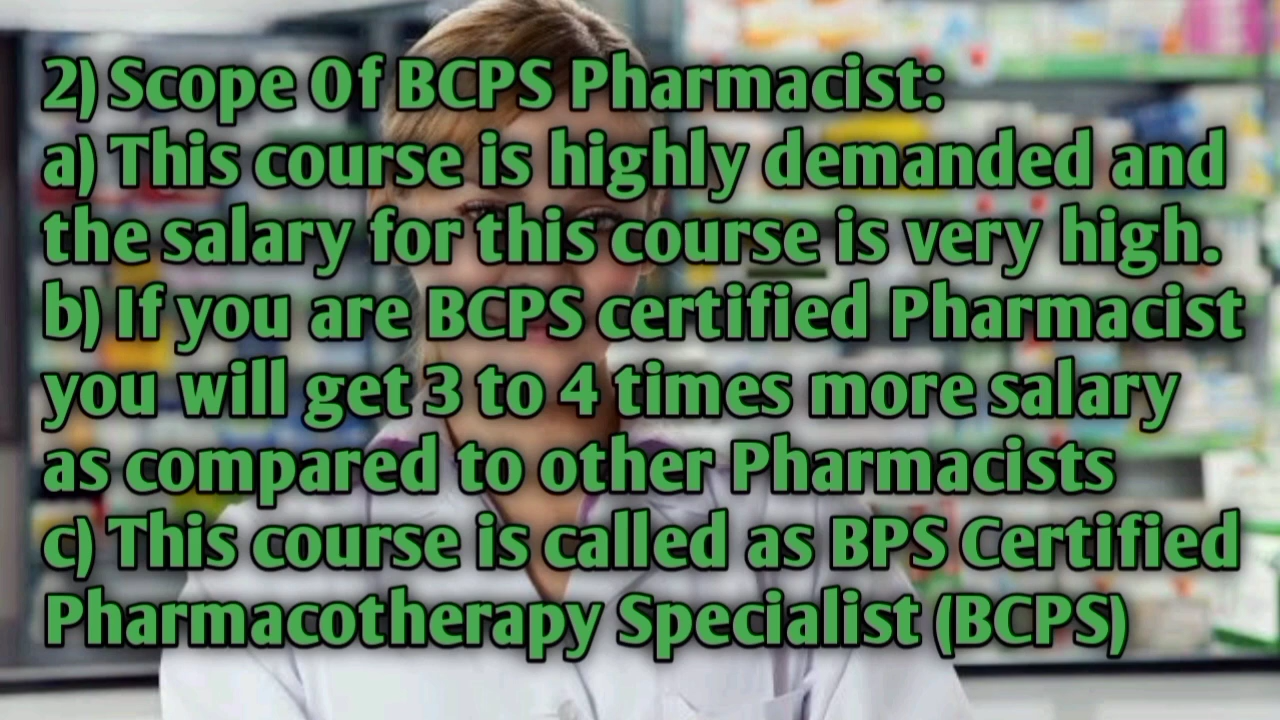 2) Scope Of BCPS Pharmacist:
a) This course is highly demanded and
the salary for this course is very high.
b) If you are BCPS certified Pharmacist
you will get 3 to 4 times more salary
as compared to other Pharmacists
c) This course is called as BPS Certified
Pharmacotherapy Specialist (BCPS)